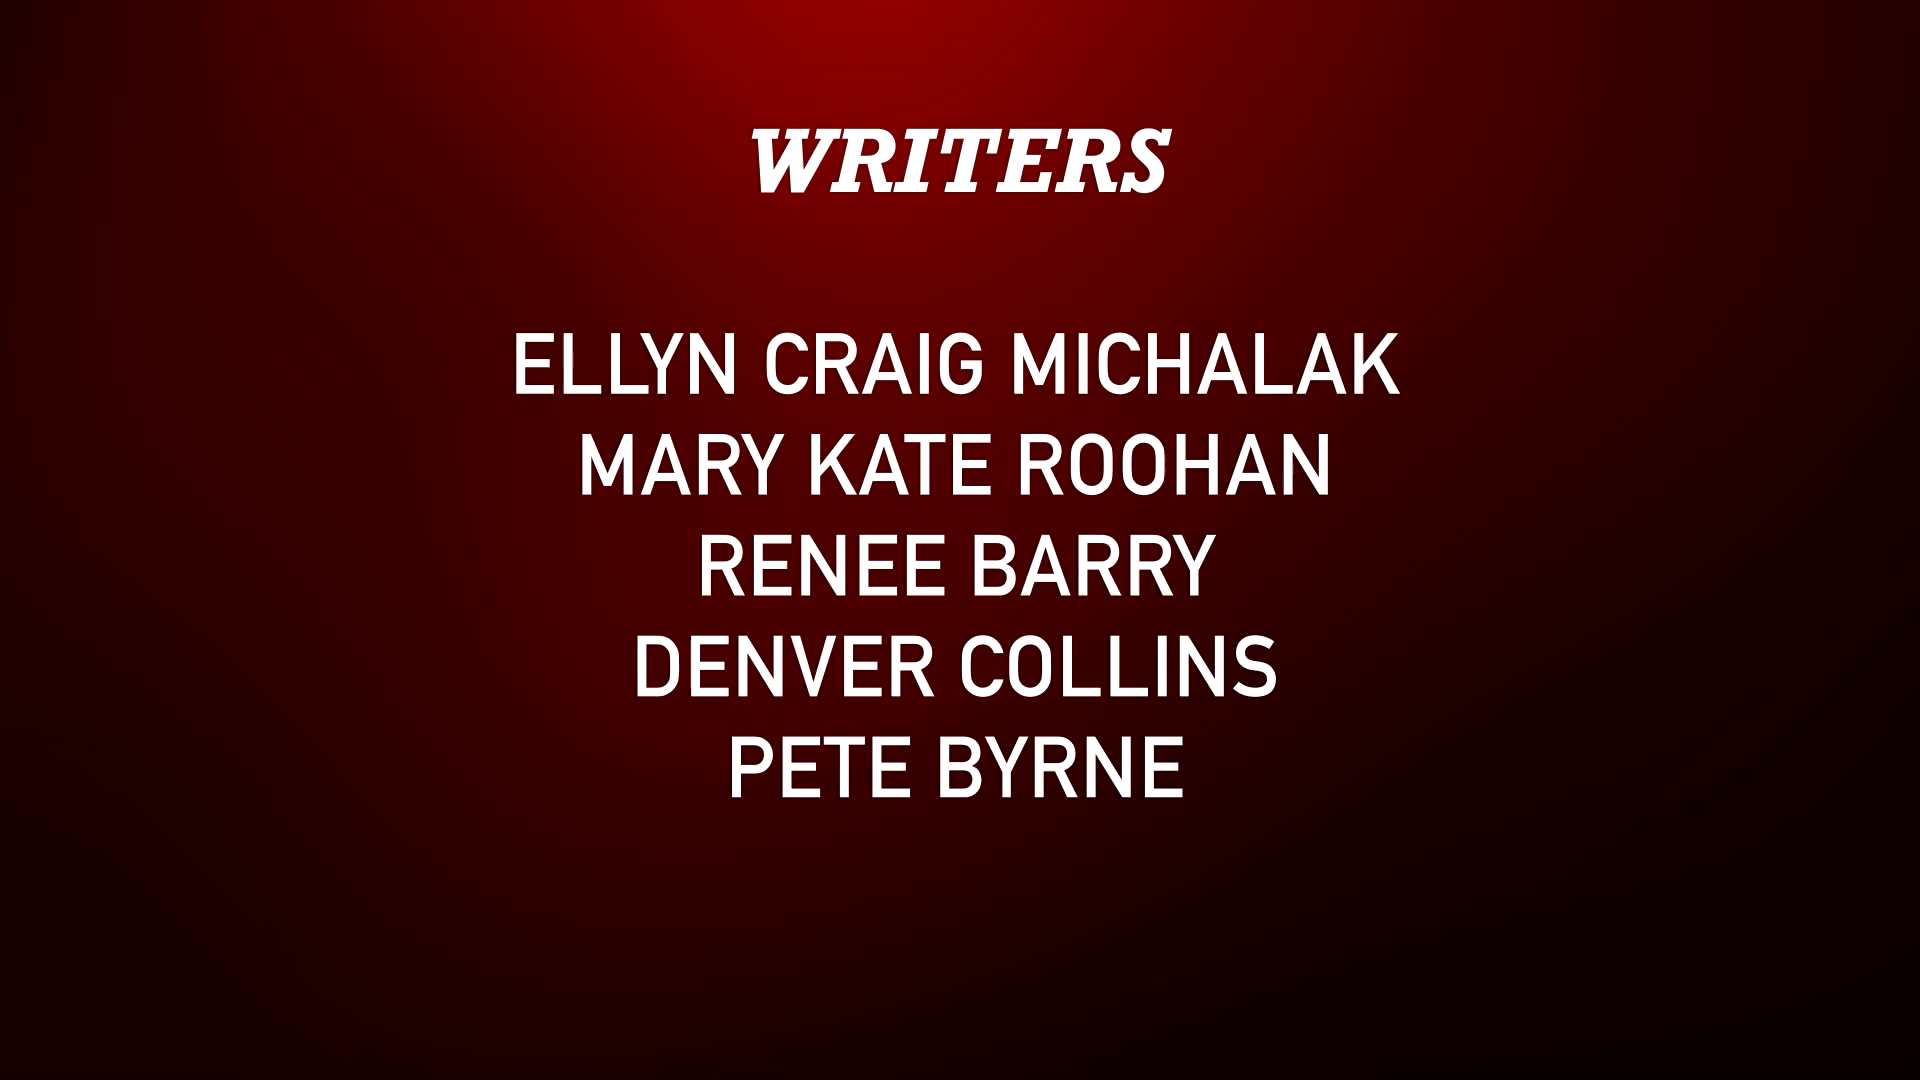 WRITERS
ELLYN CRAIG MICHALAK
MARY KATE ROOHAN
RENEE BARRY
DENVER COLLINS
PETE BYRNE